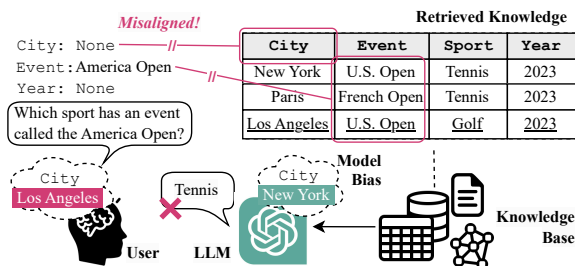 Misaligned!
Retrieved Knowledge
City: None
Event: America Open
Year: None
City Event Sport Year
New York U.S. Open Tennis 2023
Paris French Open Tennis 2023
Los Angeles U.S. Open Golf 2023
Which sport has an event
called the America Open?
City
Los Angeles
User
Tennis
LLM
City
New York
Model
Bias
Knowledge
Base